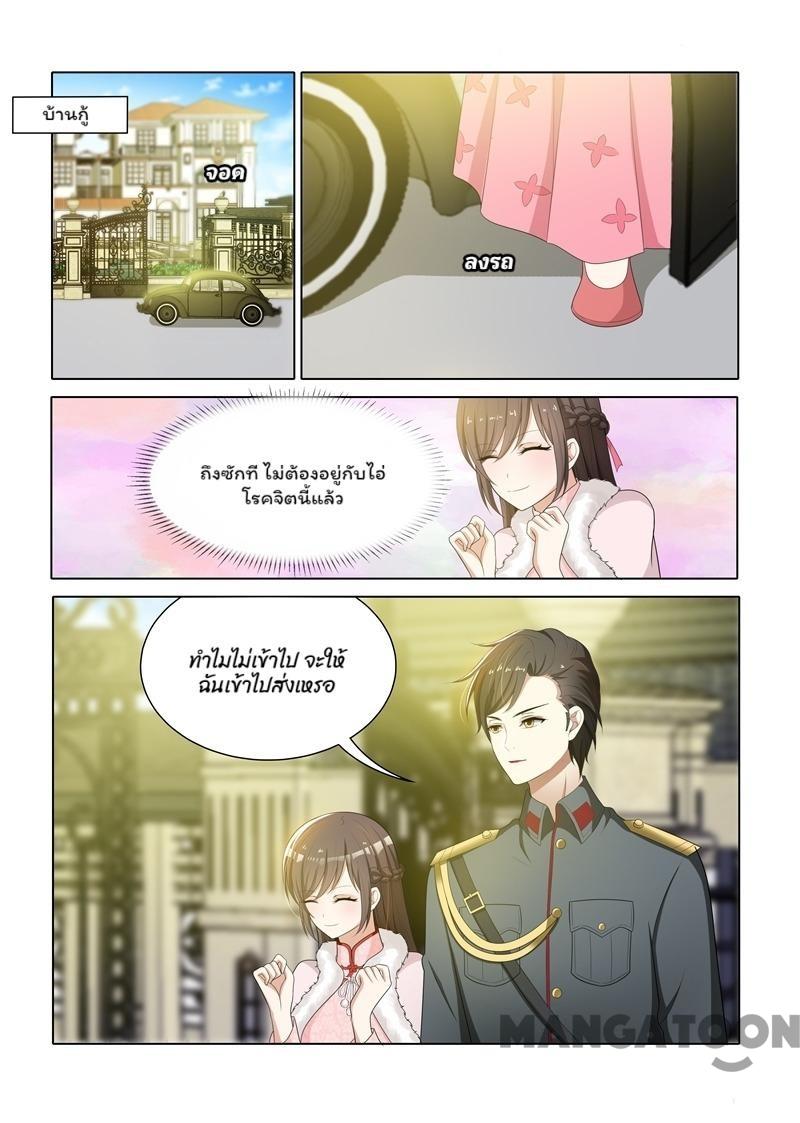 บ้านกู้
จอด
ลงรถ
ถึงซักที ไม่ต้องอยู่กับไอ่
โรคจิตนี้แล้ว
ทำไมไม่เข้าไป จะให้
ฉันเข้าไปส่งเหรอ
MANGATOON